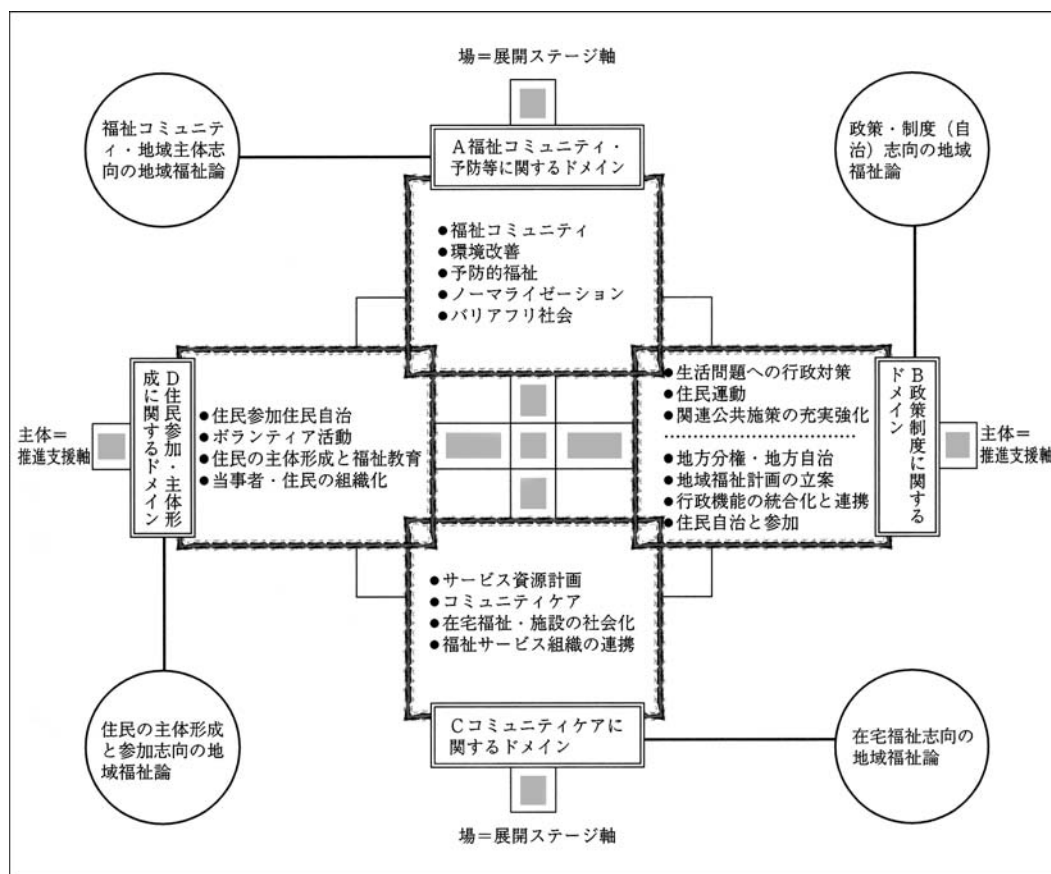 場=展開ステージ軸
福祉コミュニテ
ィ・地域主体志
向の地域福祉論
A福祉コミュニティ・
予防等に関するドメイン
政策・制度（自
治）志向の地域
福祉論
●福祉コミュニティ
●環境改善
●予防的福祉
●ノーマライゼーション
●バリアフリ社会
主体=
推進支援軸
D住民参加・主体形
成に関するドメイン
●住民参加住民自治
●ボランティア活動
●住民の主体形成と福祉教育
●当事者・住民の組織化
●生活問題への行政対策
●住民運動
●関連公共施策の充実強化
●地方分権・地方自治
●地域福祉計画の立案
●行政機能の統合化と連携
●住民自治と参加
B政策制度に関する
ドメイン
主体=
推進支援軸
●サービス資源計画
●コミュニティケア
●在宅福祉・施設の社会化
●福祉サービス組織の連携
住民の主体形成
と参加志向の地
域福祉論
Cコミュニティケアに
関するドメイン
在宅福祉志向の
地域福祉論
場=展開ステージ軸